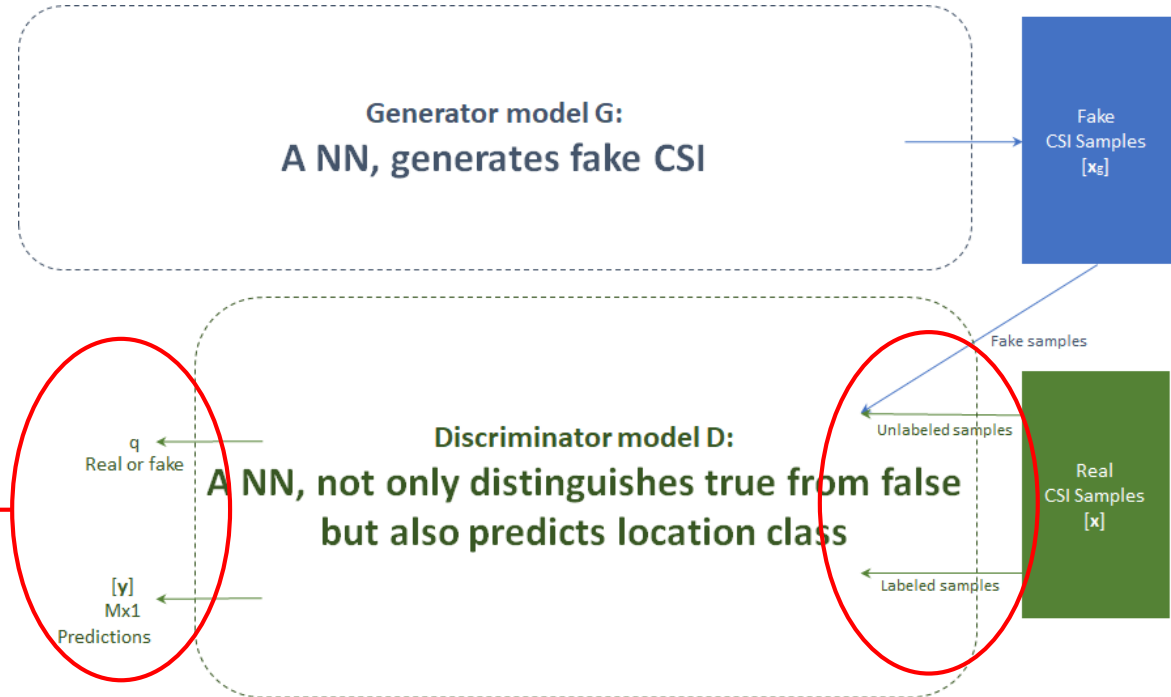 Generator model G:
A NN, generates fake CSI
Fake
CSI Samples
[xg]
Fake samples
Discriminator model D:
A NN, not only distinguishes true from false
but also predicts location class
q
Real or fake
[y]
Mx1
Predictions
Unlabeled samples
Labeled samples
Real
CSI Samples
[x]